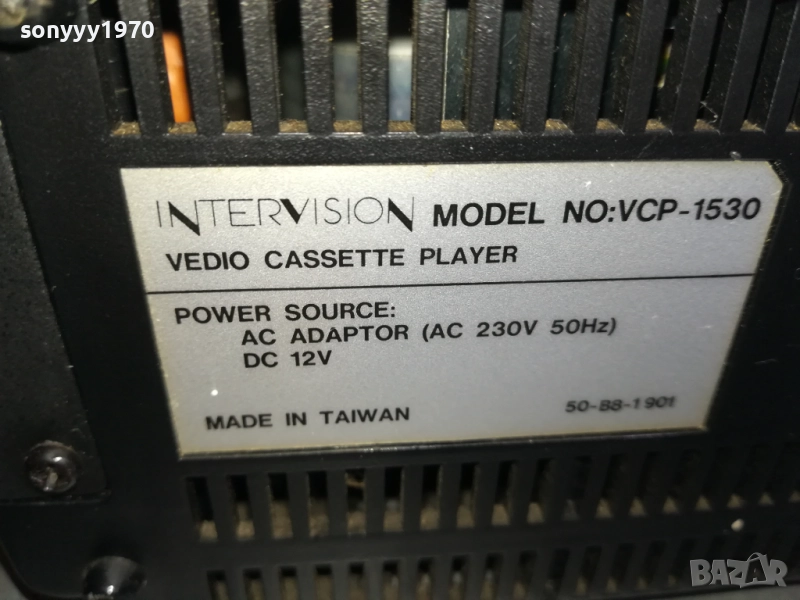 sonyyy1970
INTERVISION MODEL NO:VCP-1530
VEDIO CASSETTE PLAYER
POWER SOURCE:
AC ADAPTOR (AC 230V 50Hz)
DC 12V
MADE IN TAIWAN
50-B8-1901
BAZAR